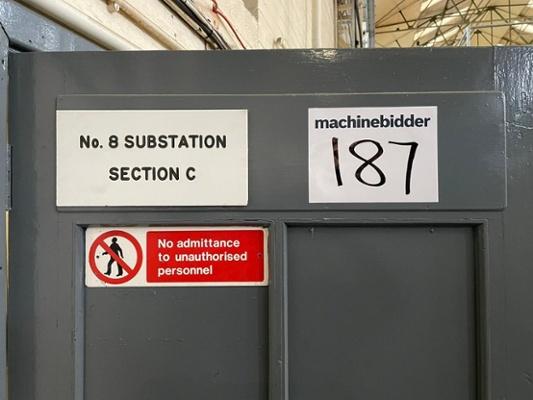 No. 8 SUBSTATION
SECTION C
machinebidder
187
No admittance
to unauthorised
personnel